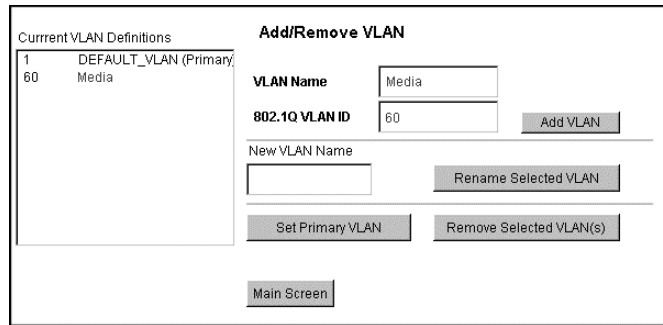 Currrent VLAN Definitions
1 DEFAULT_VLAN (Primary)
60 Media
Add/Remove VLAN
VLAN Name Media
802.1Q VLAN ID 60
Add VLAN
New VLAN Name
Rename Selected VLAN
Set Primary VLAN
Remove Selected VLAN(s)
Main Screen